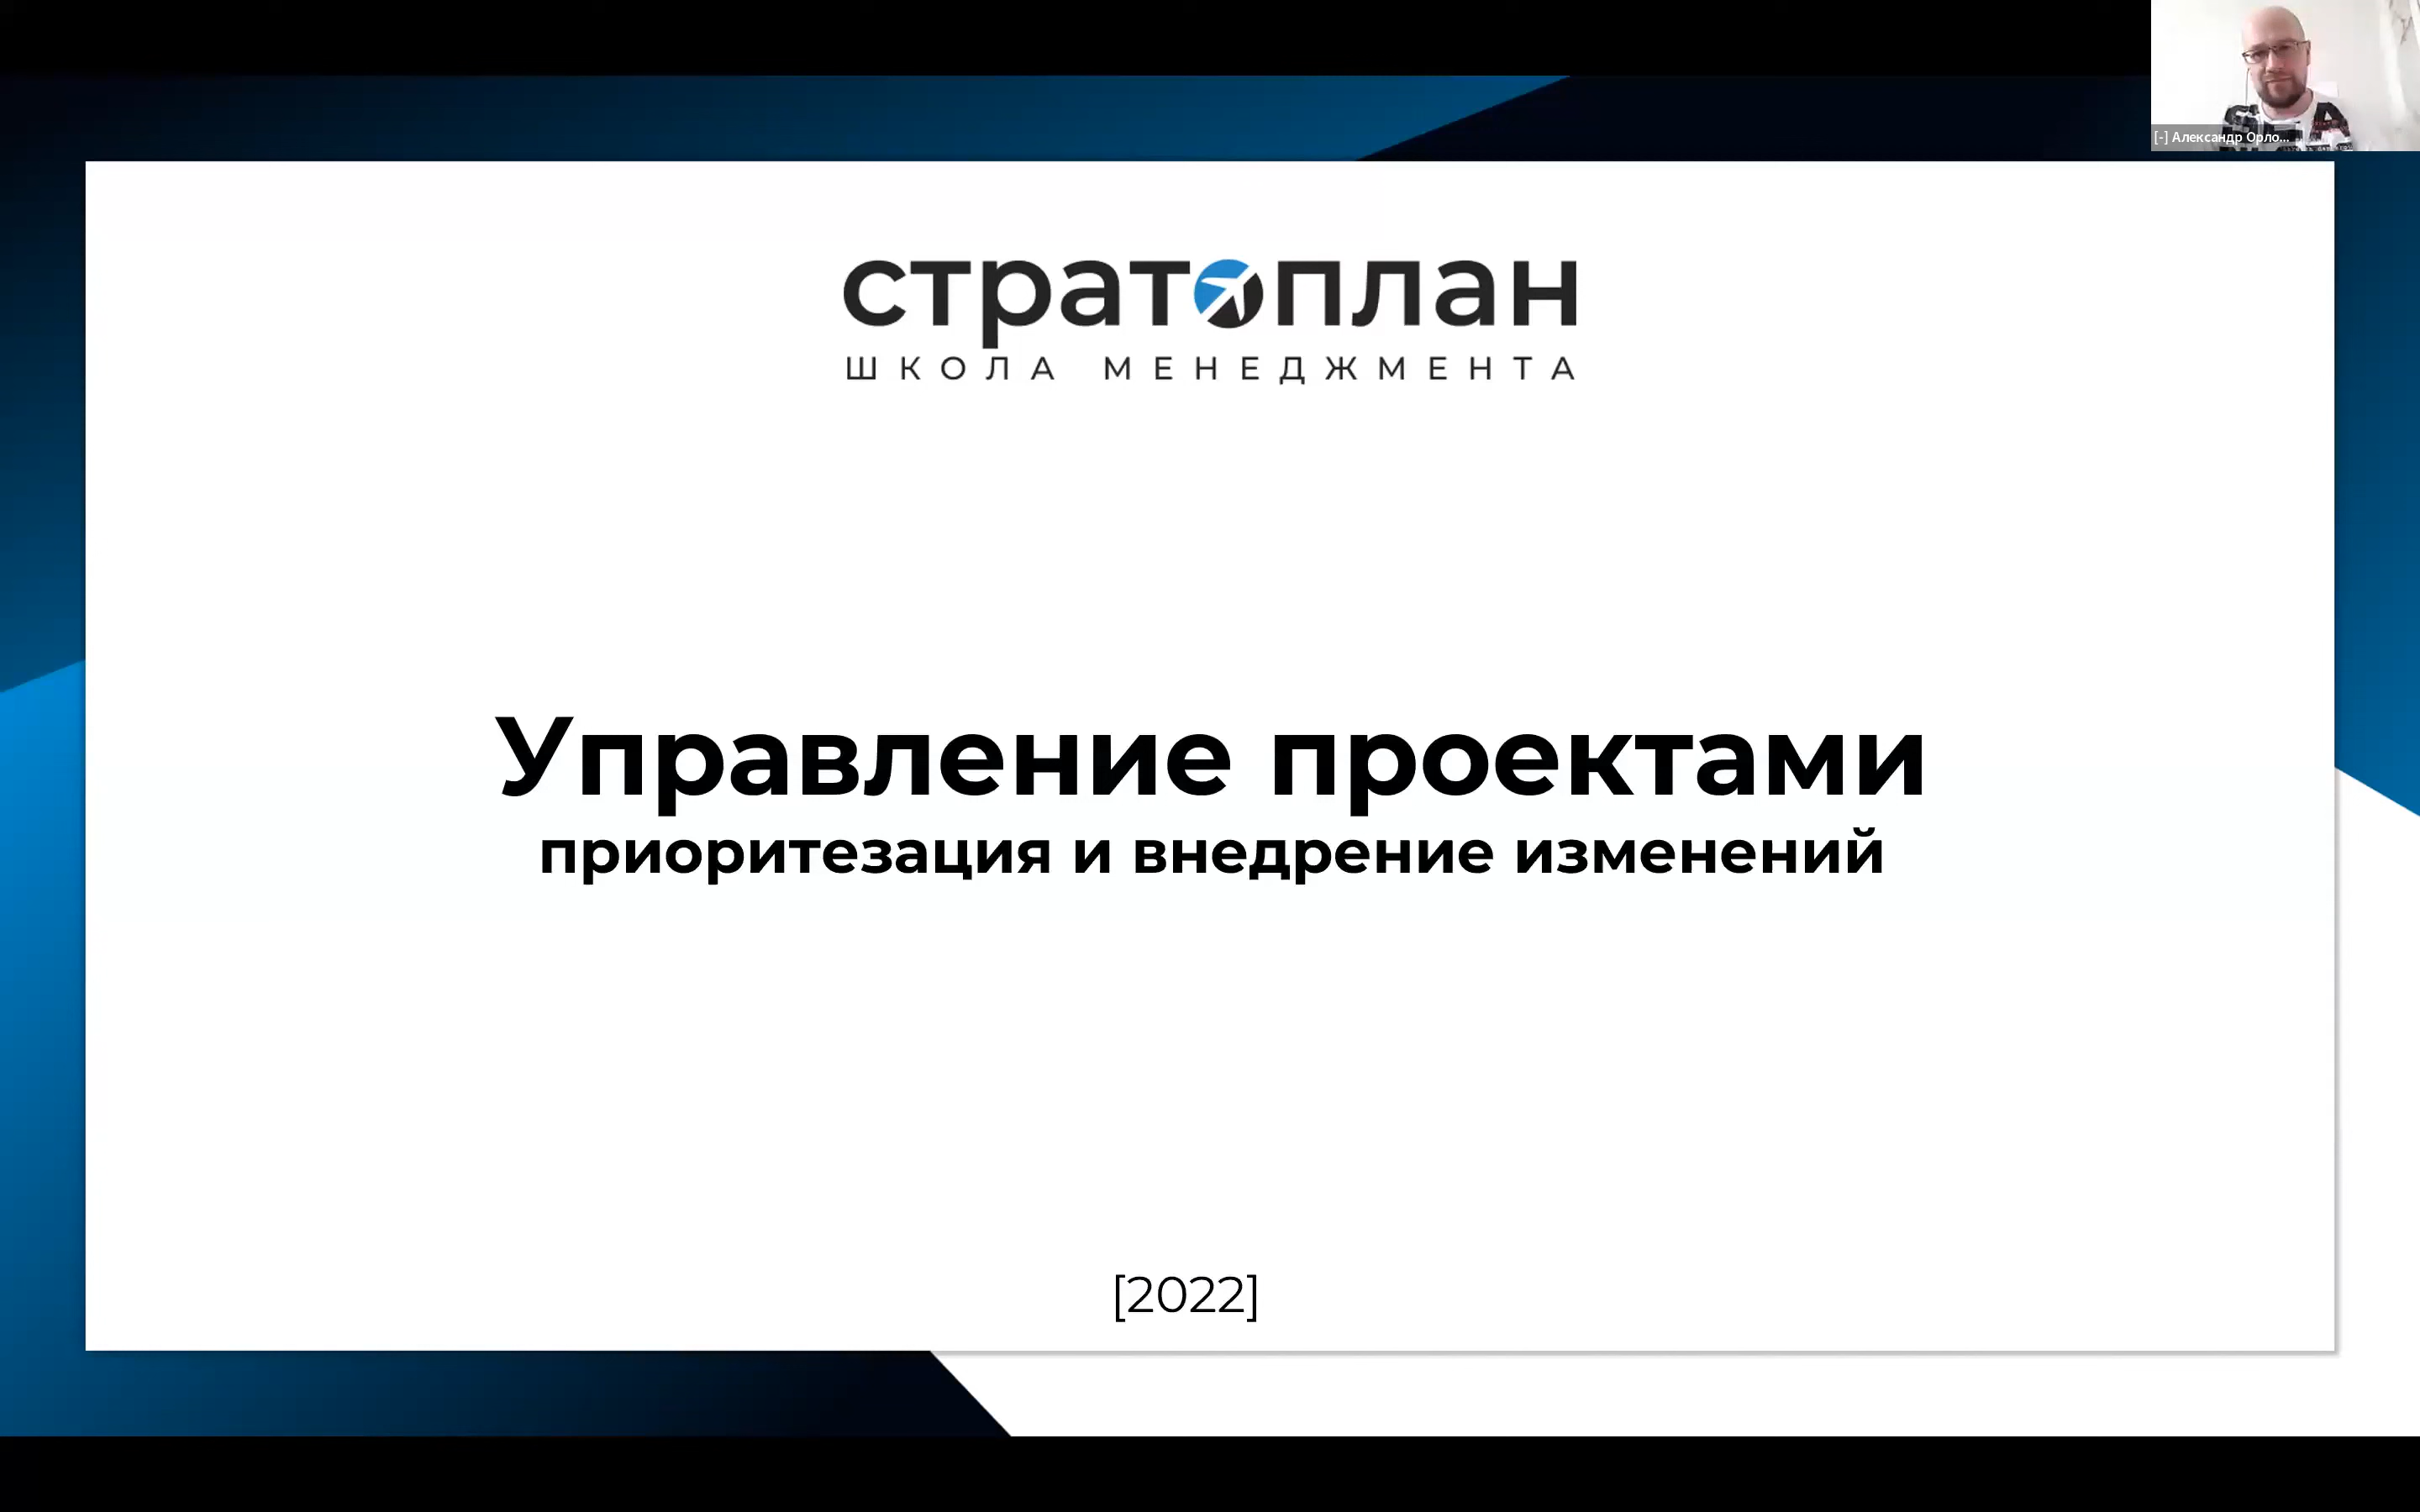 [-] Александр Орло...
стратоплан
ШКОЛА МЕНЕДЖМЕНТА
Управление проектами
приоритезация и внедрение изменений
[2022]